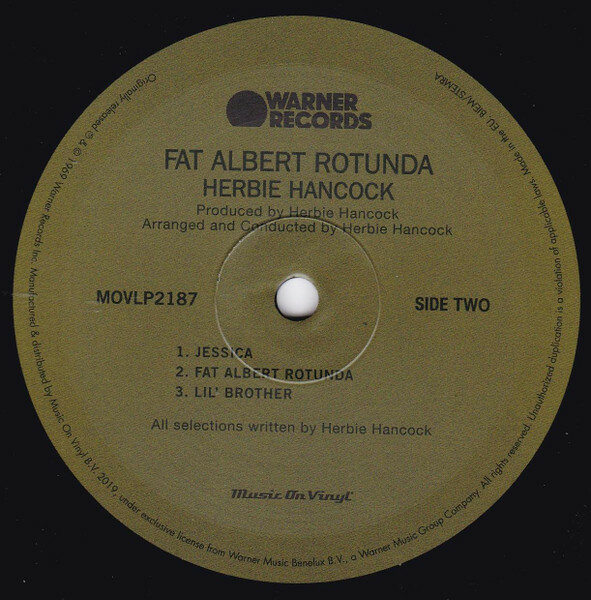 WARNER
RECORDS
FAT ALBERT ROTUNDA
HERBIE HANCOCK
Produced by Herbie Hancock
Arranged and Conducted by Herbie Hancock
MOVLP2187
SIDE TWO
1. JESSICA
2. FAT ALBERT ROTUNDA
3. LIL' BROTHER
All selections written by Herbie Hancock
Music On Vinyl
Originally released ℗ & © 1969 Warner Records Inc. Manufactured & distributed by Music On Vinyl B.V. 2019, under exclusive license from Warner Music Benelux B.V., a Warner Music Group Company. All rights reserved. Unauthorized duplication is a violation of applicable laws. Made in the EU. BIEM/STEMRA